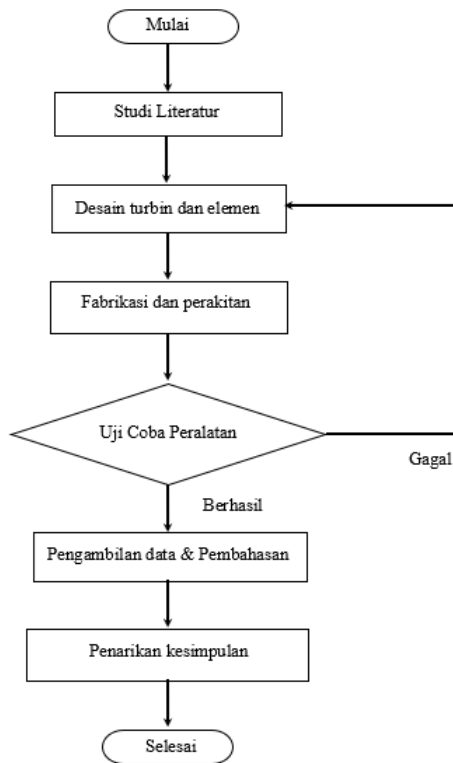 Mulai
Studi Literatur
Desain turbin dan elemen
Fabrikasi dan perakitan
Uji Coba Peralatan
Gagal
Berhasil
Pengambilan data & Pembahasan
Penarikan kesimpulan
Selesai